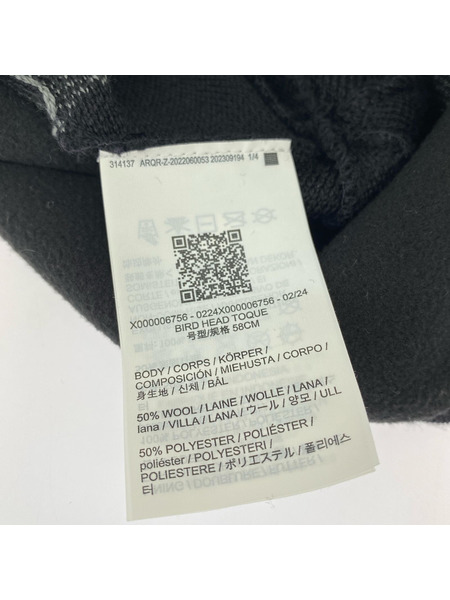 314137 ARQR-Z-2022060053 202309194 1/4
X000006756 - 0224X000006756 - 02/24
BIRD HEAD TOQUE
号型/规格 58CM
BODY / CORPS / KÖRPER /
COMPOSICIÓN / MIEHUSTA / CORPO /
身生地 / 신체 / BÅL
50% WOOL / LAINE / WOLLE / LANA /
lana / VILLA / LANA / ウール / 양모 / ULL
50% POLYESTER / POLIÉSTER /
poliéster / POLYESTERI /
POLIESTERE / ポリエステル / 폴리에스
터